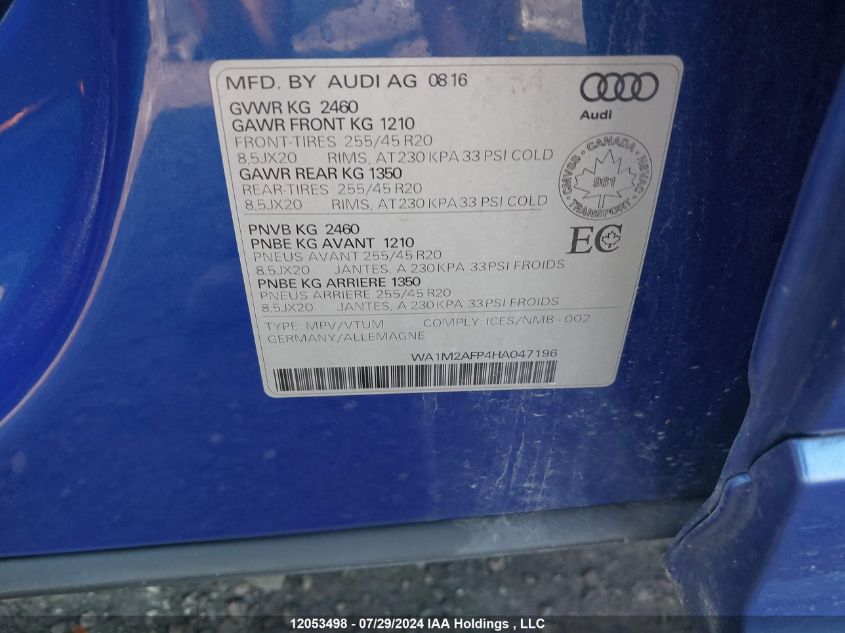 MFD. BY AUDI AG 0816
Audi
GVWR KG 2460
GAWR FRONT KG 1210
FRONT-TIRES 255/45 R20
8,5JX20 RIMS, AT 230 KPA 33 PSI COLD
GAWR REAR KG 1350
REAR-TIRES 255/45 R20
8,5JX20 RIMS, AT 230 KPA 33 PSI COLD
CANADA
CMVSS NSVAC
961
TRANSPORT
PNVB KG 2460
PNBE KG AVANT 1210
PNEUS AVANT 255/45 R20
8,5JX20 JANTES, A 230 KPA 33 PSI FROIDS
PNBE KG ARRIERE 1350
PNEUS ARRIERE 255/45 R20
8,5JX20 JANTES, A 230 KPA 33 PSI FROIDS
EC
TYPE: MPV/VTUM COMPLY: ICES/NMB-002
GERMANY/ALLEMAGNE
WA1M2AFP4HA047196
12053498 - 07/29/2024 IAA Holdings , LLC